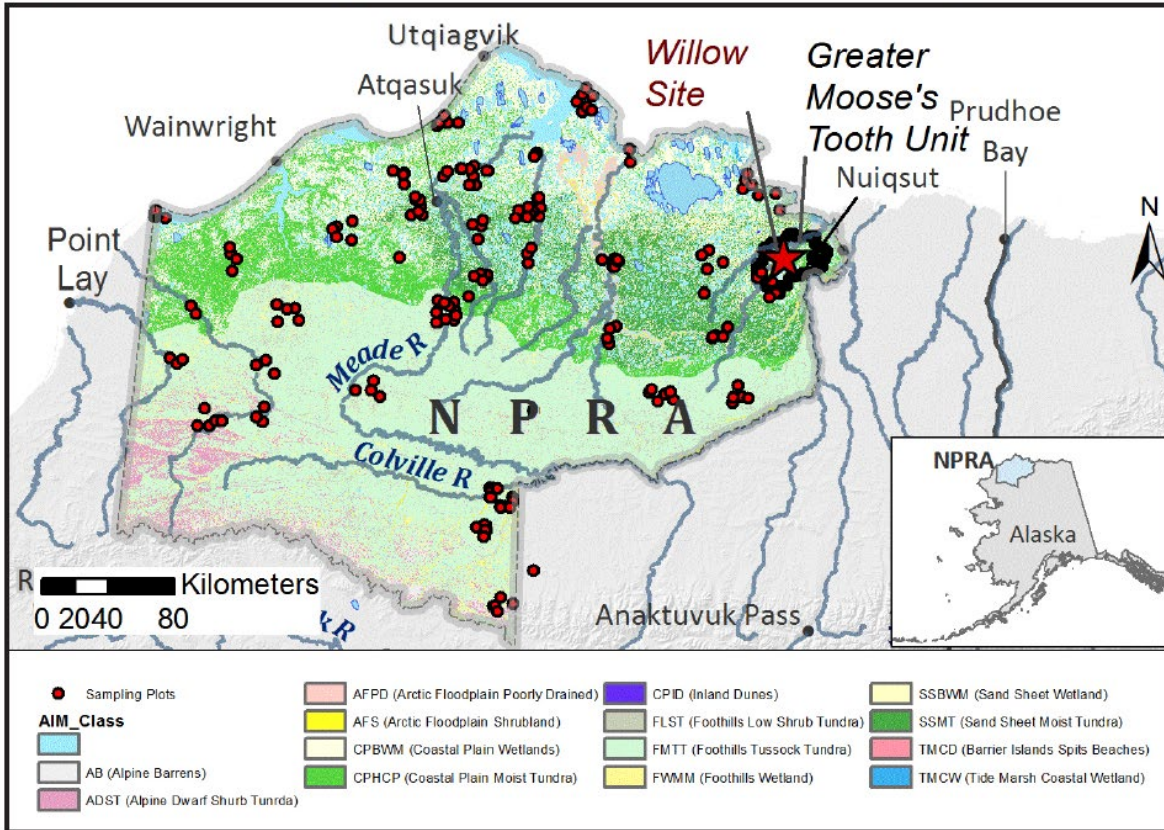 Utqiagvik
Atqasuk
Wainwright
Willow
Site
Greater
Moose's
Tooth Unit
Prudhoe
Bay
Nuiqsut
Point
Lay
N
Meade R
N P R A
Colville R
NPRA
Alaska
R
Kilometers
0 2040 80
k R
Anaktuvuk Pass
Sampling Plots
AIM_Class
AB (Alpine Barrens)
ADST (Alpine Dwarf Shurb Tunrda)
AFPD (Arctic Floodplain Poorly Drained)
AFS (Arctic Floodplain Shrubland)
CPBWM (Coastal Plain Wetlands)
CPHCP (Coastal Plain Moist Tundra)
CPID (Inland Dunes)
FLST (Foothills Low Shrub Tundra)
FMTT (Foothills Tussock Tundra)
FWMM (Foothills Wetland)
SSBWM (Sand Sheet Wetland)
SSMT (Sand Sheet Moist Tundra)
TMCD (Barrier Islands Spits Beaches)
TMCW (Tide Marsh Coastal Wetland)